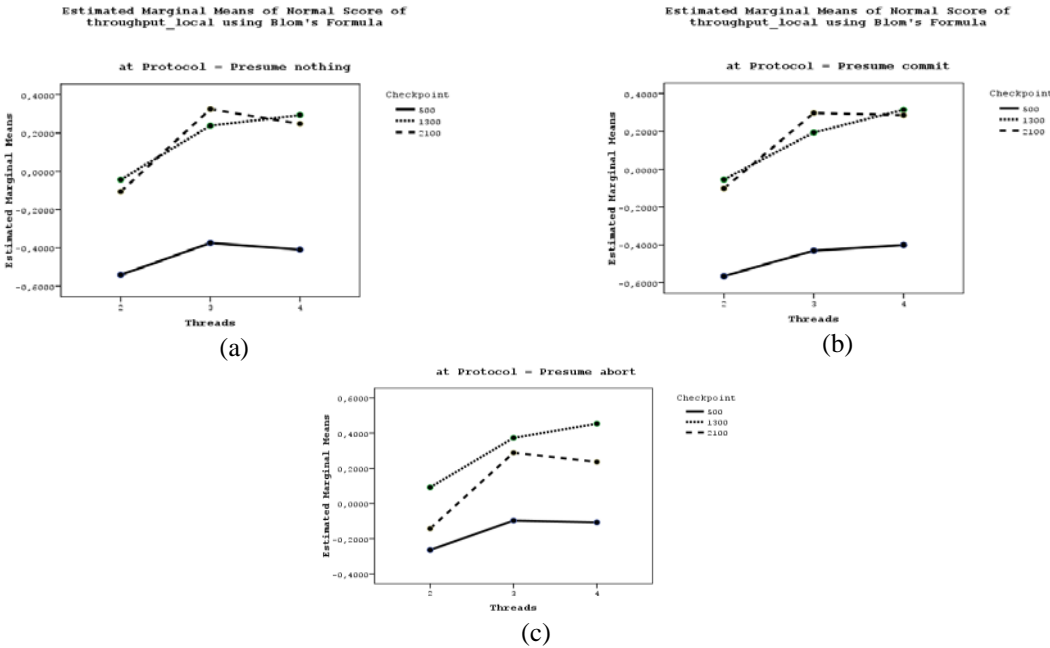 Estimated Marginal Means of Normal Score of
throughput_local using Blom's Formula
at Protocol = Presume nothing
Checkpoint
500
1300
2100
Estimated Marginal Means
0,4000
0,2000
0,0000
-0,2000
-0,4000
-0,6000
2
3
4
Threads
(a)
Estimated Marginal Means of Normal Score of
throughput_local using Blom's Formula
at Protocol = Presume commit
Checkpoint
500
1300
2100
Estimated Marginal Means
0,4000
0,2000
0,0000
-0,2000
-0,4000
-0,6000
2
3
4
Threads
(b)
at Protocol = Presume abort
Checkpoint
500
1300
2100
Estimated Marginal Means
0,6000
0,4000
0,2000
0,0000
-0,2000
-0,4000
2
3
4
Threads
(c)